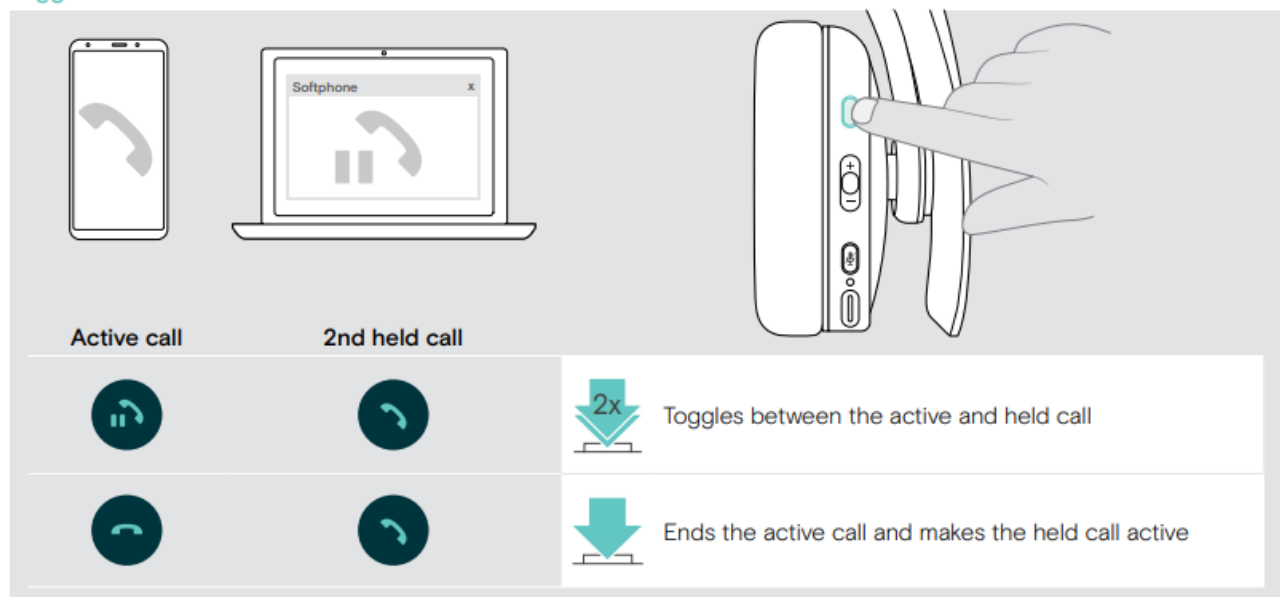 Softphone x
Active call 2nd held call
2x Toggles between the active and held call
Ends the active call and makes the held call active